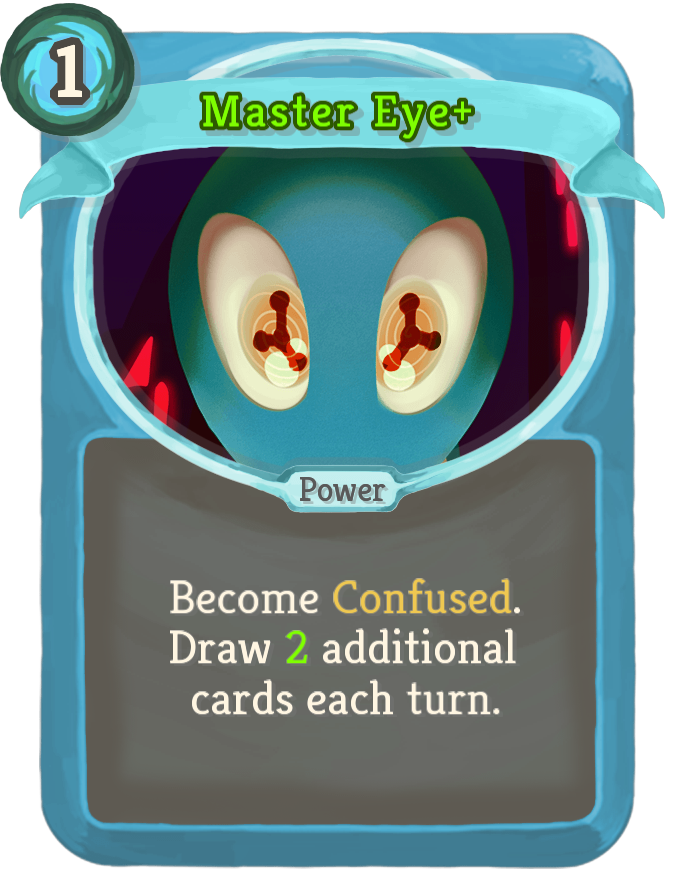 1
Master Eye+
Power
Become Confused.
Draw 2 additional
cards each turn.